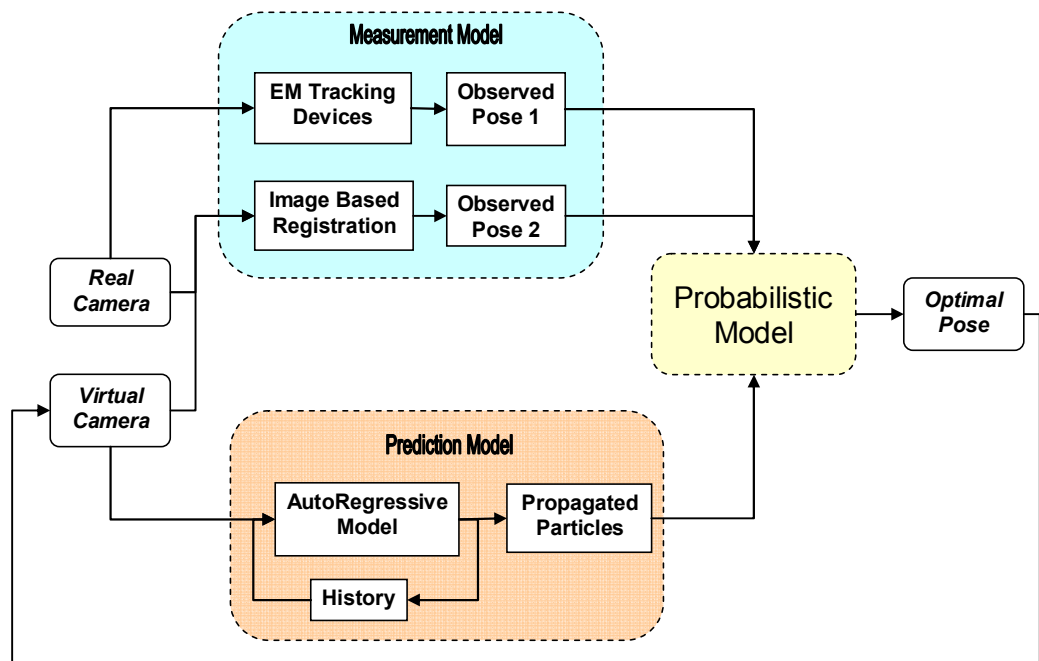 Measurement Model
EM Tracking
Devices
Observed
Pose 1
Image Based
Registration
Observed
Pose 2
Real
Camera
Probabilistic
Model
Optimal
Pose
Virtual
Camera
Prediction Model
AutoRegressive
Model
Propagated
Particles
History